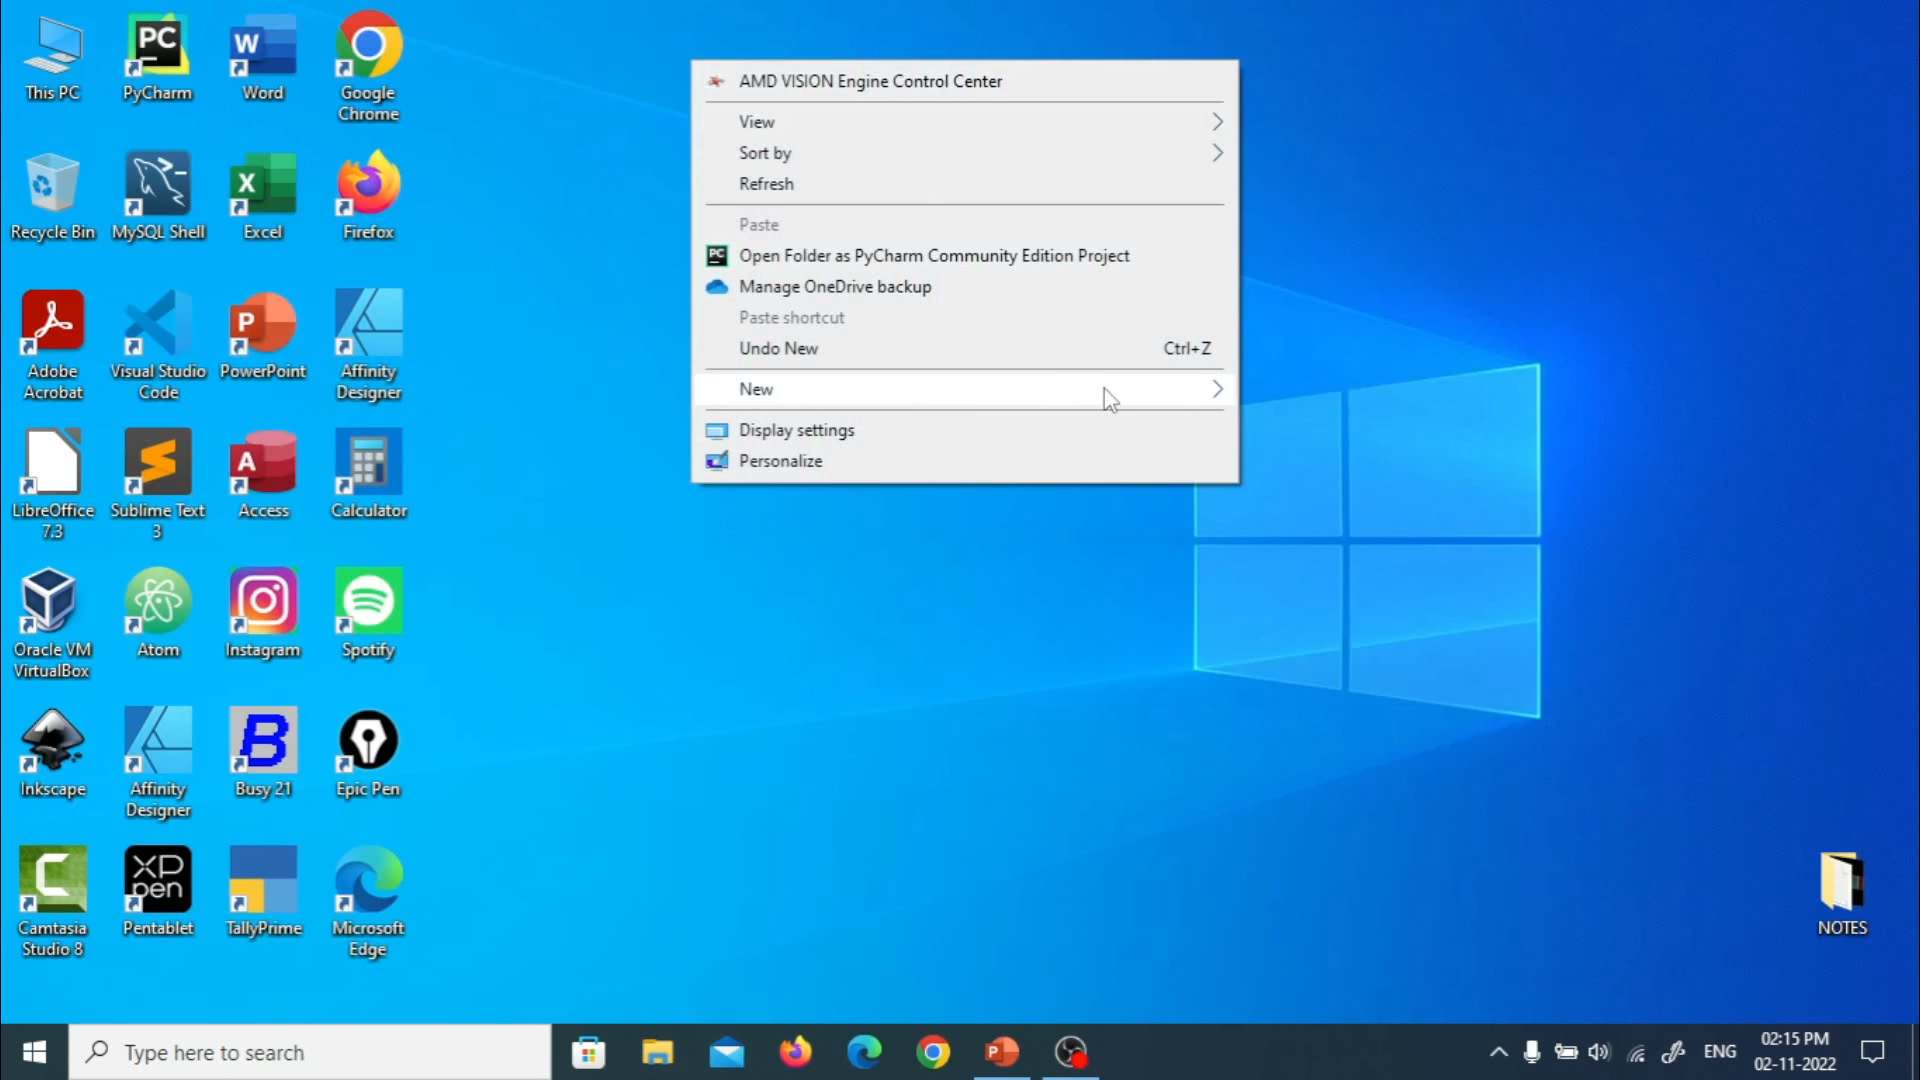 This PC
PC
PyCharm
W
Word
Google
Chrome
Recycle Bin
MySQL Shell
X
Excel
Firefox
Adobe
Acrobat
Visual Studio
Code
P
PowerPoint
Affinity
Designer
LibreOffice
7.3
Sublime Text
3
A
Access
Calculator
Oracle VM
VirtualBox
Atom
Instagram
Spotify
Inkscape
Affinity
Designer
B
Busy 21
Epic Pen
C
Camtasia
Studio 8
XP
pen
Pentablet
TallyPrime
Microsoft
Edge
AMD VISION Engine Control Center
View
Sort by
Refresh
Paste
PC
Open Folder as PyCharm Community Edition Project
Manage OneDrive backup
Paste shortcut
Undo New Ctrl+Z
New
Display settings
Personalize
NOTES
Type here to search
P
ENG
02:15 PM
02-11-2022